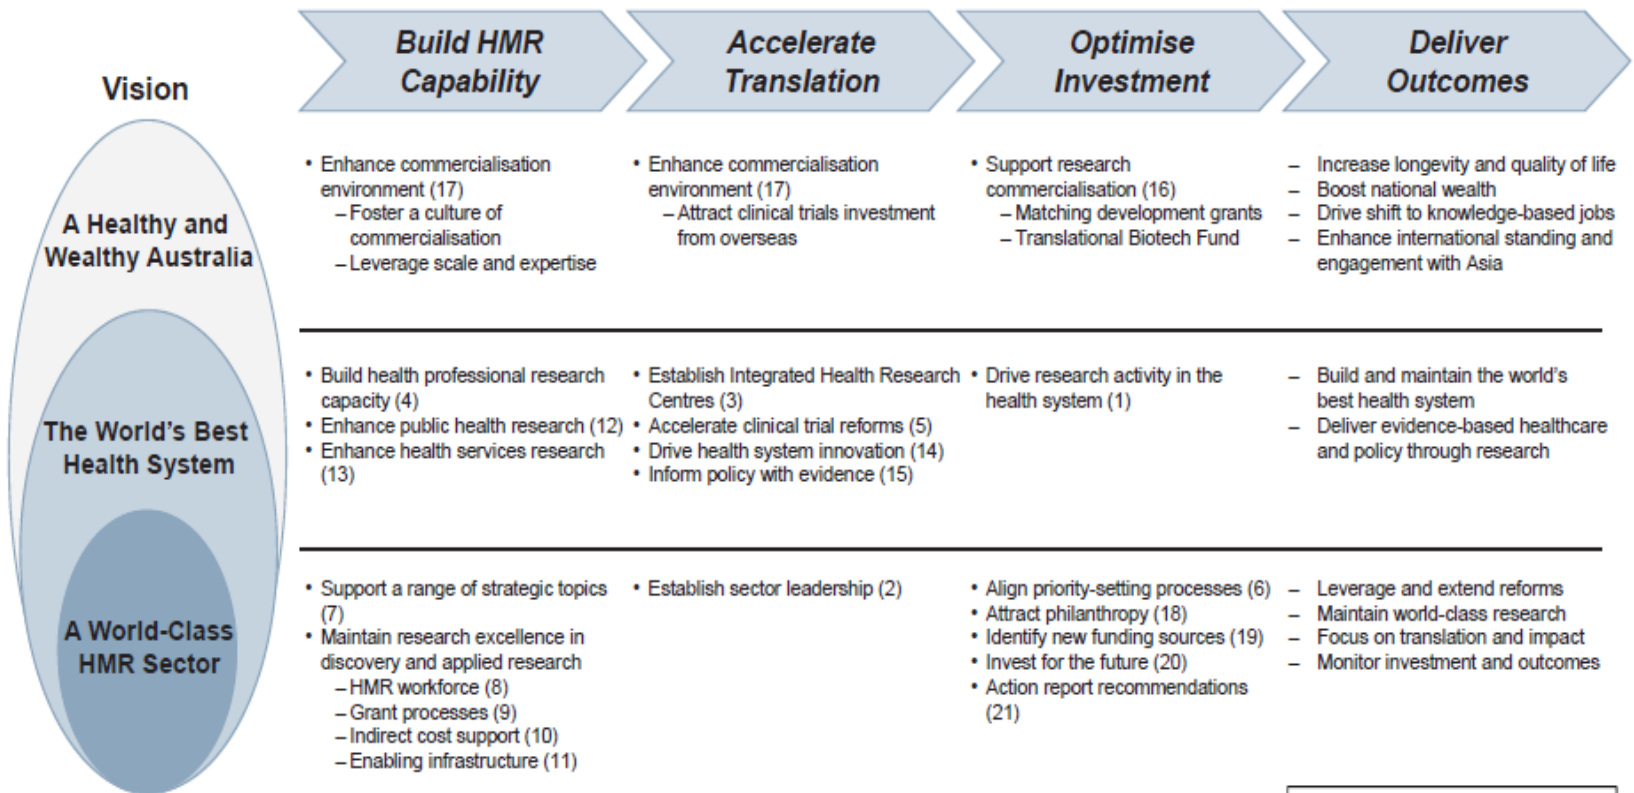 Vision
Build HMR
Capability
Accelerate
Translation
Optimise
Investment
Deliver
Outcomes
A Healthy and
Wealthy Australia
• Enhance commercialisation
environment (17)
– Foster a culture of
commercialisation
– Leverage scale and expertise
• Enhance commercialisation
environment (17)
– Attract clinical trials investment
from overseas
• Support research
commercialisation (16)
– Matching development grants
– Translational Biotech Fund
– Increase longevity and quality of life
– Boost national wealth
– Drive shift to knowledge-based jobs
– Enhance international standing and
engagement with Asia
The World's Best
Health System
• Build health professional research
capacity (4)
• Enhance public health research (12)
• Enhance health services research
(13)
• Establish Integrated Health Research
Centres (3)
• Accelerate clinical trial reforms (5)
• Drive health system innovation (14)
• Inform policy with evidence (15)
• Drive research activity in the
health system (1)
– Build and maintain the world's
best health system
– Deliver evidence-based healthcare
and policy through research
A World-Class
HMR Sector
• Support a range of strategic topics
(7)
• Maintain research excellence in
discovery and applied research
– HMR workforce (8)
– Grant processes (9)
– Indirect cost support (10)
– Enabling infrastructure (11)
• Establish sector leadership (2)
• Align priority-setting processes (6)
• Attract philanthropy (18)
• Identify new funding sources (19)
• Invest for the future (20)
• Action report recommendations
(21)
– Leverage and extend reforms
– Maintain world-class research
– Focus on translation and impact
– Monitor investment and outcomes